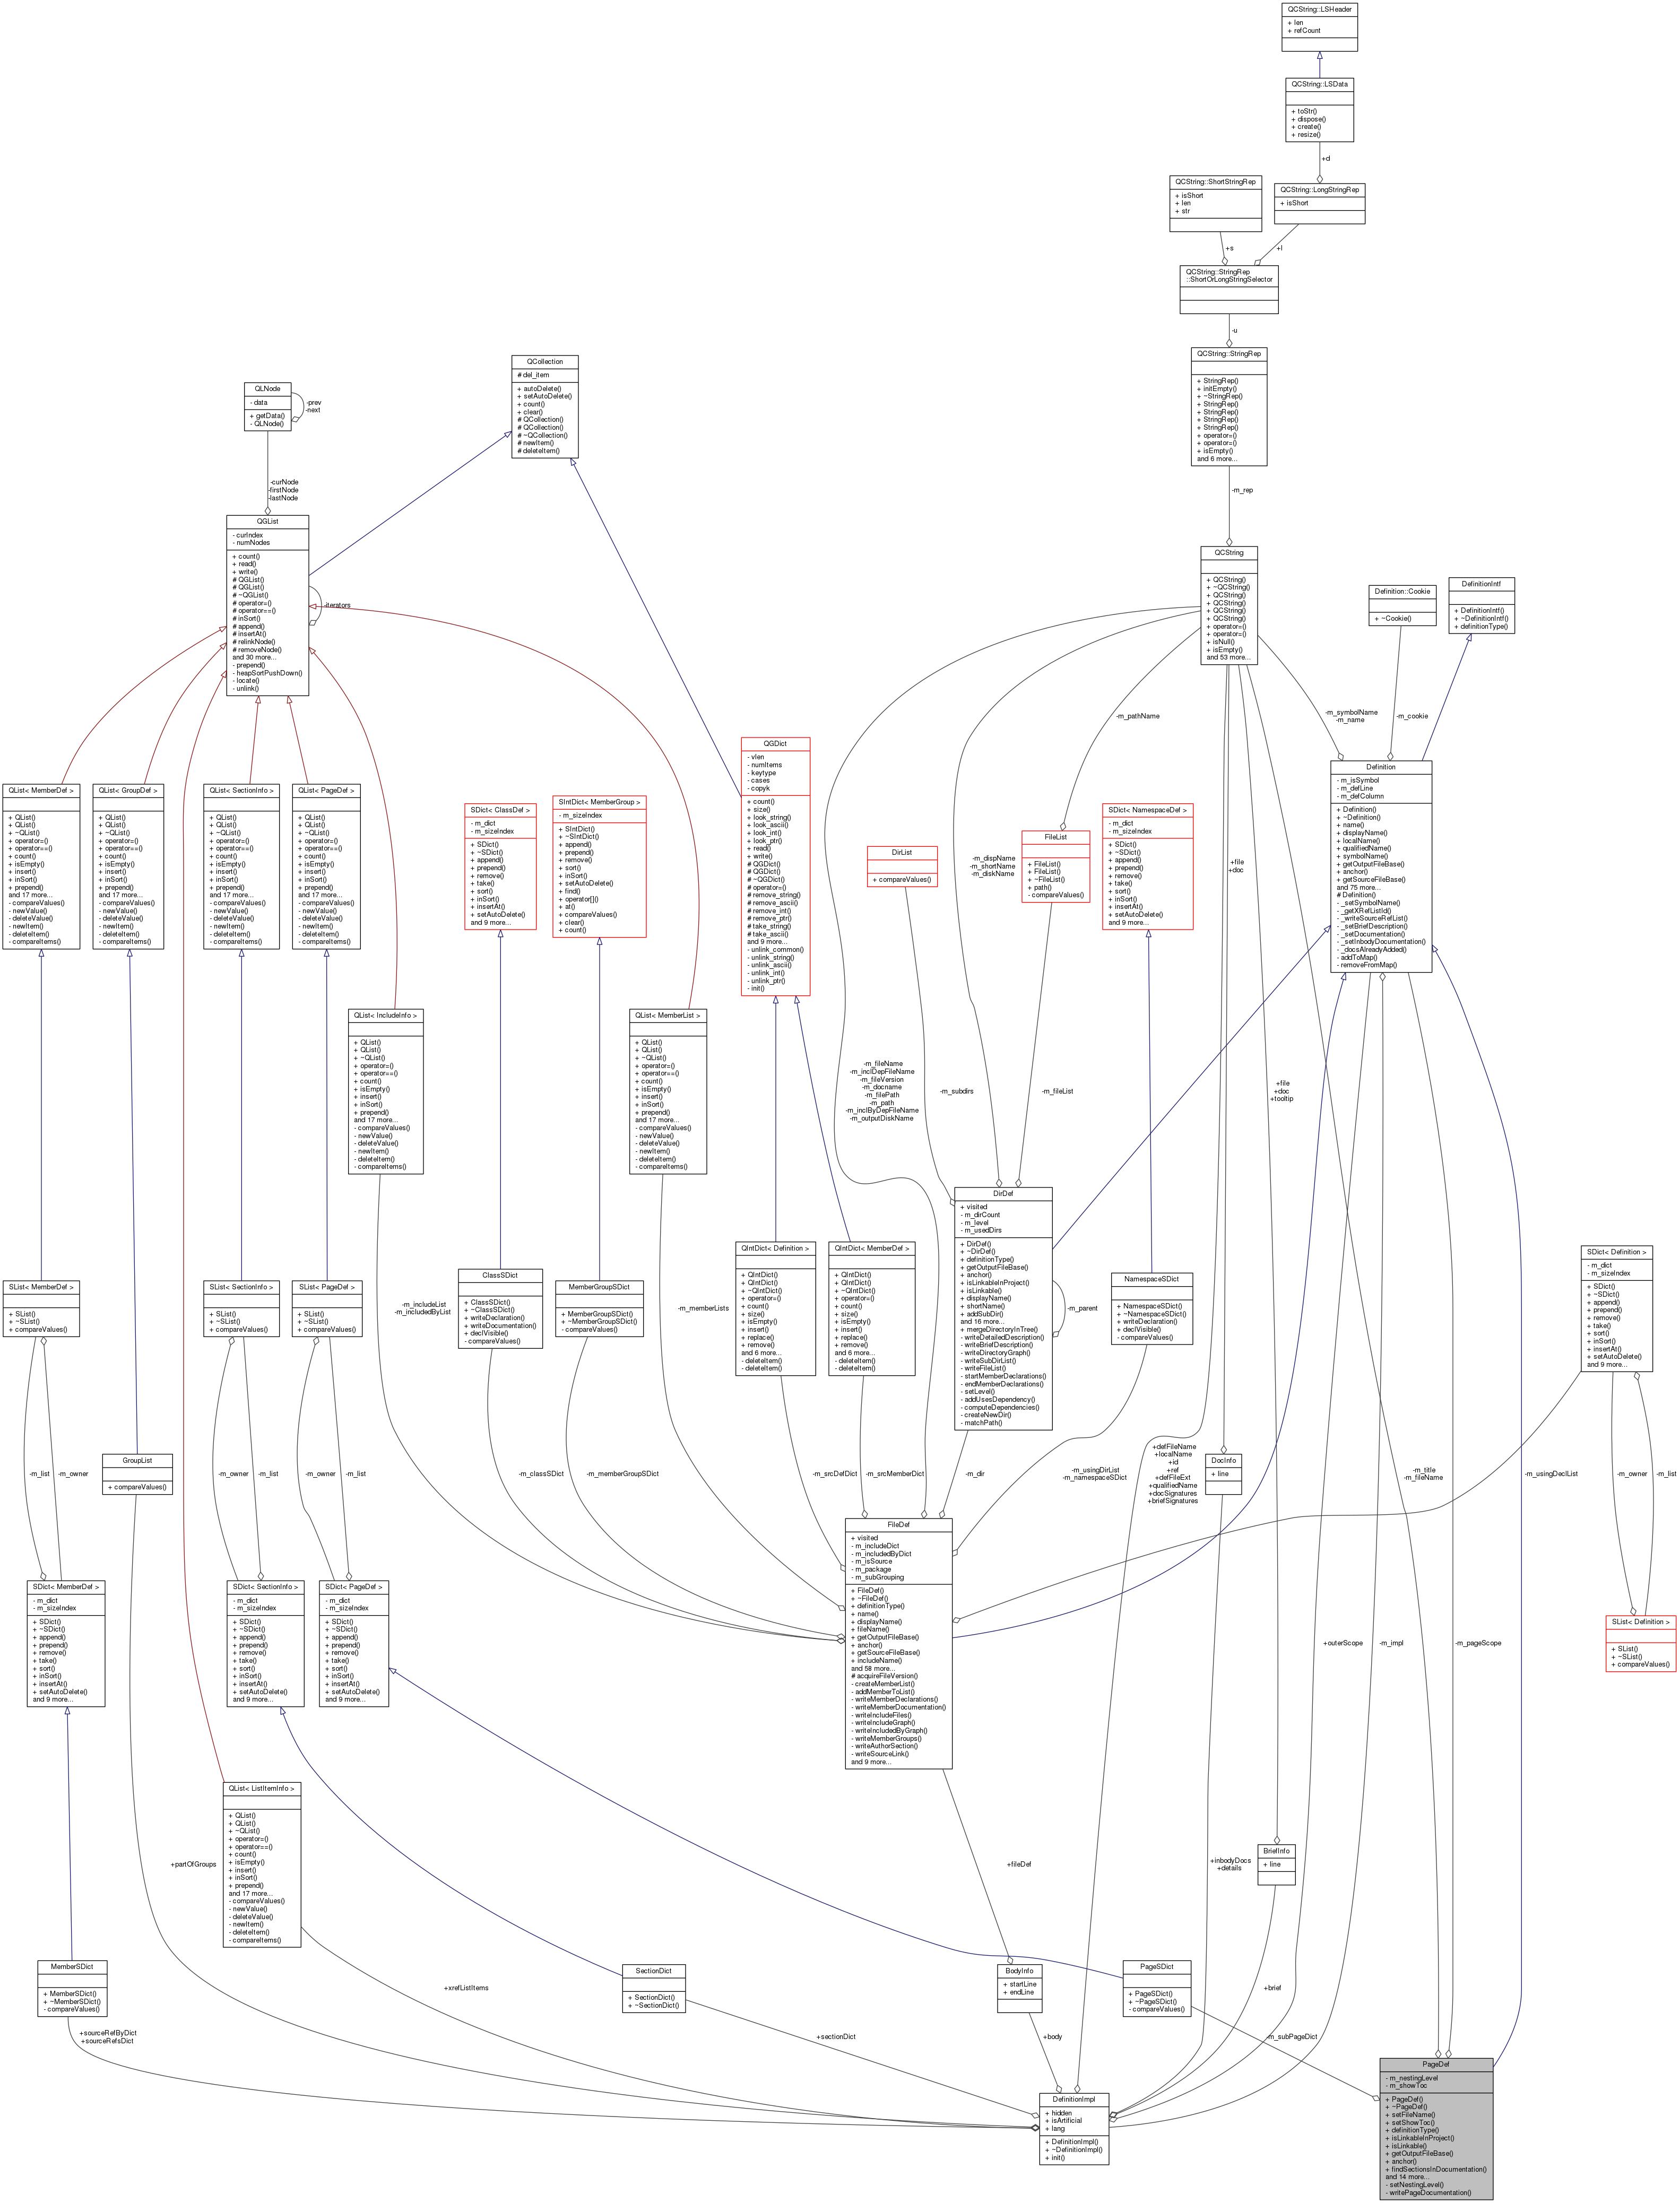 QCString::LSHeader
+ len
+ refCount
QCString::LSData
+ toStr()
+ dispose()
+ create()
+ resize()
+d
QCString::ShortStringRep
+ isShort
+ len
+ str
QCString::LongStringRep
+ isShort
+s
+l
QCString::StringRep
::ShortOrLongStringSelector
-u
QCString::StringRep
+ StringRep()
+ initEmpty()
+ ~StringRep()
+ StringRep()
+ StringRep()
+ StringRep()
+ StringRep()
+ operator=()
+ operator=()
+ isEmpty()
and 6 more...
-m_rep
QCollection
# del_item
+ autoDelete()
+ setAutoDelete()
+ count()
+ clear()
# QCollection()
# QCollection()
# ~QCollection()
# newItem()
# deleteItem()
QLNode
- data
+ getData()
- QLNode()
-prev
-next
-curNode
-firstNode
-lastNode
QGList
- curIndex
- numNodes
+ count()
+ read()
+ write()
# QGList()
# QGList()
# ~QGList()
# operator=()
# operator==()
# inSort()
# append()
# insertAt()
# relinkNode()
# removeNode()
and 30 more...
- prepend()
- heapSortPushDown()
- locate()
- unlink()
-iterators
QCString
+ QCString()
+ ~QCString()
+ QCString()
+ QCString()
+ QCString()
+ QCString()
+ operator=()
+ operator=()
+ isNull()
+ isEmpty()
and 53 more...
Definition::Cookie
+ ~Cookie()
DefinitionIntf
+ DefinitionIntf()
+ ~DefinitionIntf()
+ definitionType()
-m_pathName
-m_symbolName
-m_name
-m_cookie
QGDict
- vlen
- numItems
- keytype
- cases
- copyk
+ count()
+ size()
+ look_string()
+ look_ascii()
+ look_int()
+ look_ptr()
+ read()
+ write()
# QGDict()
# QGDict()
# ~QGDict()
# operator=()
# remove_string()
# remove_ascii()
# remove_int()
# remove_ptr()
# take_string()
# take_ascii()
and 9 more...
- unlink_common()
- unlink_string()
- unlink_ascii()
- unlink_int()
- unlink_ptr()
- init()
Definition
- m_isSymbol
- m_defLine
- m_defColumn
+ Definition()
+ ~Definition()
+ name()
+ displayName()
+ localName()
+ qualifiedName()
+ symbolName()
+ getOutputFileBase()
+ anchor()
+ getSourceFileBase()
and 75 more...
# Definition()
- _setSymbolName()
- _getXRefListId()
- _writeSourceRefList()
- _setBriefDescription()
- _setDocumentation()
- _setInbodyDocumentation()
- _docsAlreadyAdded()
- addToMap()
- removeFromMap()
QList< MemberDef >
+ QList()
+ QList()
+ ~QList()
+ operator=()
+ operator==()
+ count()
+ isEmpty()
+ insert()
+ inSort()
+ prepend()
and 17 more...
- compareValues()
- newValue()
- deleteValue()
- newItem()
- deleteItem()
- compareItems()
QList< GroupDef >
+ QList()
+ QList()
+ ~QList()
+ operator=()
+ operator==()
+ count()
+ isEmpty()
+ insert()
+ inSort()
+ prepend()
and 17 more...
- compareValues()
- newValue()
- deleteValue()
- newItem()
- deleteItem()
- compareItems()
QList< SectionInfo >
+ QList()
+ QList()
+ ~QList()
+ operator=()
+ operator==()
+ count()
+ isEmpty()
+ insert()
+ inSort()
+ prepend()
and 17 more...
- compareValues()
- newValue()
- deleteValue()
- newItem()
- deleteItem()
- compareItems()
QList< PageDef >
+ QList()
+ QList()
+ ~QList()
+ operator=()
+ operator==()
+ count()
+ isEmpty()
+ insert()
+ inSort()
+ prepend()
and 17 more...
- compareValues()
- newValue()
- deleteValue()
- newItem()
- deleteItem()
- compareItems()
SDict< ClassDef >
- m_dict
- m_sizeIndex
+ SDict()
+ ~SDict()
+ append()
+ prepend()
+ remove()
+ take()
+ sort()
+ inSort()
+ insertAt()
+ setAutoDelete()
and 9 more...
SIntDict< MemberGroup >
- m_sizeIndex
+ SIntDict()
+ ~SIntDict()
+ append()
+ prepend()
+ remove()
+ sort()
+ inSort()
+ setAutoDelete()
+ find()
+ operator[]()
+ at()
+ compareValues()
+ clear()
+ count()
DirList
+ compareValues()
-m_dispName
-m_shortName
-m_diskName
FileList
+ FileList()
+ FileList()
+ ~FileList()
+ path()
- compareValues()
SDict< NamespaceDef >
- m_dict
- m_sizeIndex
+ SDict()
+ ~SDict()
+ append()
+ prepend()
+ remove()
+ take()
+ sort()
+ inSort()
+ insertAt()
+ setAutoDelete()
and 9 more...
+file
+doc
QList< IncludeInfo >
+ QList()
+ QList()
+ ~QList()
+ operator=()
+ operator==()
+ count()
+ isEmpty()
+ insert()
+ inSort()
+ prepend()
and 17 more...
- compareValues()
- newValue()
- deleteValue()
- newItem()
- deleteItem()
- compareItems()
QList< MemberList >
+ QList()
+ QList()
+ ~QList()
+ operator=()
+ operator==()
+ count()
+ isEmpty()
+ insert()
+ inSort()
+ prepend()
and 17 more...
- compareValues()
- newValue()
- deleteValue()
- newItem()
- deleteItem()
- compareItems()
-m_fileName
-m_inclDepFileName
-m_fileVersion
-m_docname
-m_filePath
-m_path
-m_inclByDepFileName
-m_outputDiskName
-m_subdirs
-m_fileList
+file
+doc
+tooltip
DirDef
+ visited
- m_dirCount
- m_level
- m_usedDirs
+ DirDef()
+ ~DirDef()
+ definitionType()
+ getOutputFileBase()
+ anchor()
+ isLinkableInProject()
+ isLinkable()
+ displayName()
+ shortName()
+ addSubDir()
and 16 more...
+ mergeDirectoryInTree()
- writeDetailedDescription()
- writeBriefDescription()
- writeDirectoryGraph()
- writeSubDirList()
- writeFileList()
- startMemberDeclarations()
- endMemberDeclarations()
- setLevel()
- addUsesDependency()
- computeDependencies()
- createNewDir()
- matchPath()
-m_parent
SList< MemberDef >
+ SList()
+ ~SList()
+ compareValues()
SList< SectionInfo >
+ SList()
+ ~SList()
+ compareValues()
SList< PageDef >
+ SList()
+ ~SList()
+ compareValues()
-m_includeList
-m_includedByList
ClassSDict
+ ClassSDict()
+ ~ClassSDict()
+ writeDeclaration()
+ writeDocumentation()
+ declVisible()
- compareValues()
MemberGroupSDict
+ MemberGroupSDict()
+ ~MemberGroupSDict()
- compareValues()
-m_memberLists
QIntDict< Definition >
+ QIntDict()
+ QIntDict()
+ ~QIntDict()
+ operator=()
+ count()
+ size()
+ isEmpty()
+ insert()
+ replace()
+ remove()
and 6 more...
- deleteItem()
- deleteItem()
QIntDict< MemberDef >
+ QIntDict()
+ QIntDict()
+ ~QIntDict()
+ operator=()
+ count()
+ size()
+ isEmpty()
+ insert()
+ replace()
+ remove()
and 6 more...
- deleteItem()
- deleteItem()
NamespaceSDict
+ NamespaceSDict()
+ ~NamespaceSDict()
+ writeDeclaration()
+ declVisible()
- compareValues()
SDict< Definition >
- m_dict
- m_sizeIndex
+ SDict()
+ ~SDict()
+ append()
+ prepend()
+ remove()
+ take()
+ sort()
+ inSort()
+ insertAt()
+ setAutoDelete()
and 9 more...
-m_list
-m_owner
GroupList
+ compareValues()
-m_owner
-m_list
-m_owner
-m_list
-m_classSDict
-m_memberGroupSDict
-m_srcDefDict
-m_srcMemberDict
-m_dir
-m_usingDirList
-m_namespaceSDict
+defFileName
+localName
+id
+ref
+defFileExt
+qualifiedName
+docSignatures
+briefSignatures
DocInfo
+ line
-m_title
-m_fileName
-m_usingDeclList
-m_owner
-m_list
FileDef
+ visited
- m_includeDict
- m_includedByDict
- m_isSource
- m_package
- m_subGrouping
+ FileDef()
+ ~FileDef()
+ definitionType()
+ name()
+ displayName()
+ fileName()
+ getOutputFileBase()
+ anchor()
+ getSourceFileBase()
+ includeName()
and 58 more...
# acquireFileVersion()
- createMemberList()
- addMemberToList()
- writeMemberDeclarations()
- writeMemberDocumentation()
- writeIncludeFiles()
- writeIncludeGraph()
- writeIncludedByGraph()
- writeMemberGroups()
- writeAuthorSection()
- writeSourceLink()
and 9 more...
SDict< MemberDef >
- m_dict
- m_sizeIndex
+ SDict()
+ ~SDict()
+ append()
+ prepend()
+ remove()
+ take()
+ sort()
+ inSort()
+ insertAt()
+ setAutoDelete()
and 9 more...
SDict< SectionInfo >
- m_dict
- m_sizeIndex
+ SDict()
+ ~SDict()
+ append()
+ prepend()
+ remove()
+ take()
+ sort()
+ inSort()
+ insertAt()
+ setAutoDelete()
and 9 more...
SDict< PageDef >
- m_dict
- m_sizeIndex
+ SDict()
+ ~SDict()
+ append()
+ prepend()
+ remove()
+ take()
+ sort()
+ inSort()
+ insertAt()
+ setAutoDelete()
and 9 more...
+outerScope
-m_impl
-m_pageScope
SList< Definition >
+ SList()
+ ~SList()
+ compareValues()
QList< ListItemInfo >
+ QList()
+ QList()
+ ~QList()
+ operator=()
+ operator==()
+ count()
+ isEmpty()
+ insert()
+ inSort()
+ prepend()
and 17 more...
- compareValues()
- newValue()
- deleteValue()
- newItem()
- deleteItem()
- compareItems()
+partOfGroups
+fileDef
+inbodyDocs
+details
BriefInfo
+ line
MemberSDict
+ MemberSDict()
+ ~MemberSDict()
- compareValues()
+xrefListItems
SectionDict
+ SectionDict()
+ ~SectionDict()
BodyInfo
+ startLine
+ endLine
PageSDict
+ PageSDict()
+ ~PageSDict()
- compareValues()
+brief
+sourceRefByDict
+sourceRefsDict
+sectionDict
+body
-m_subPageDict
DefinitionImpl
+ hidden
+ isArtificial
+ lang
+ DefinitionImpl()
+ ~DefinitionImpl()
+ init()
PageDef
- m_nestingLevel
- m_showToc
+ PageDef()
+ ~PageDef()
+ setFileName()
+ setShowToc()
+ definitionType()
+ isLinkableInProject()
+ isLinkable()
+ getOutputFileBase()
+ anchor()
+ findSectionsInDocumentation()
and 14 more...
- setNestingLevel()
- writePageDocumentation()